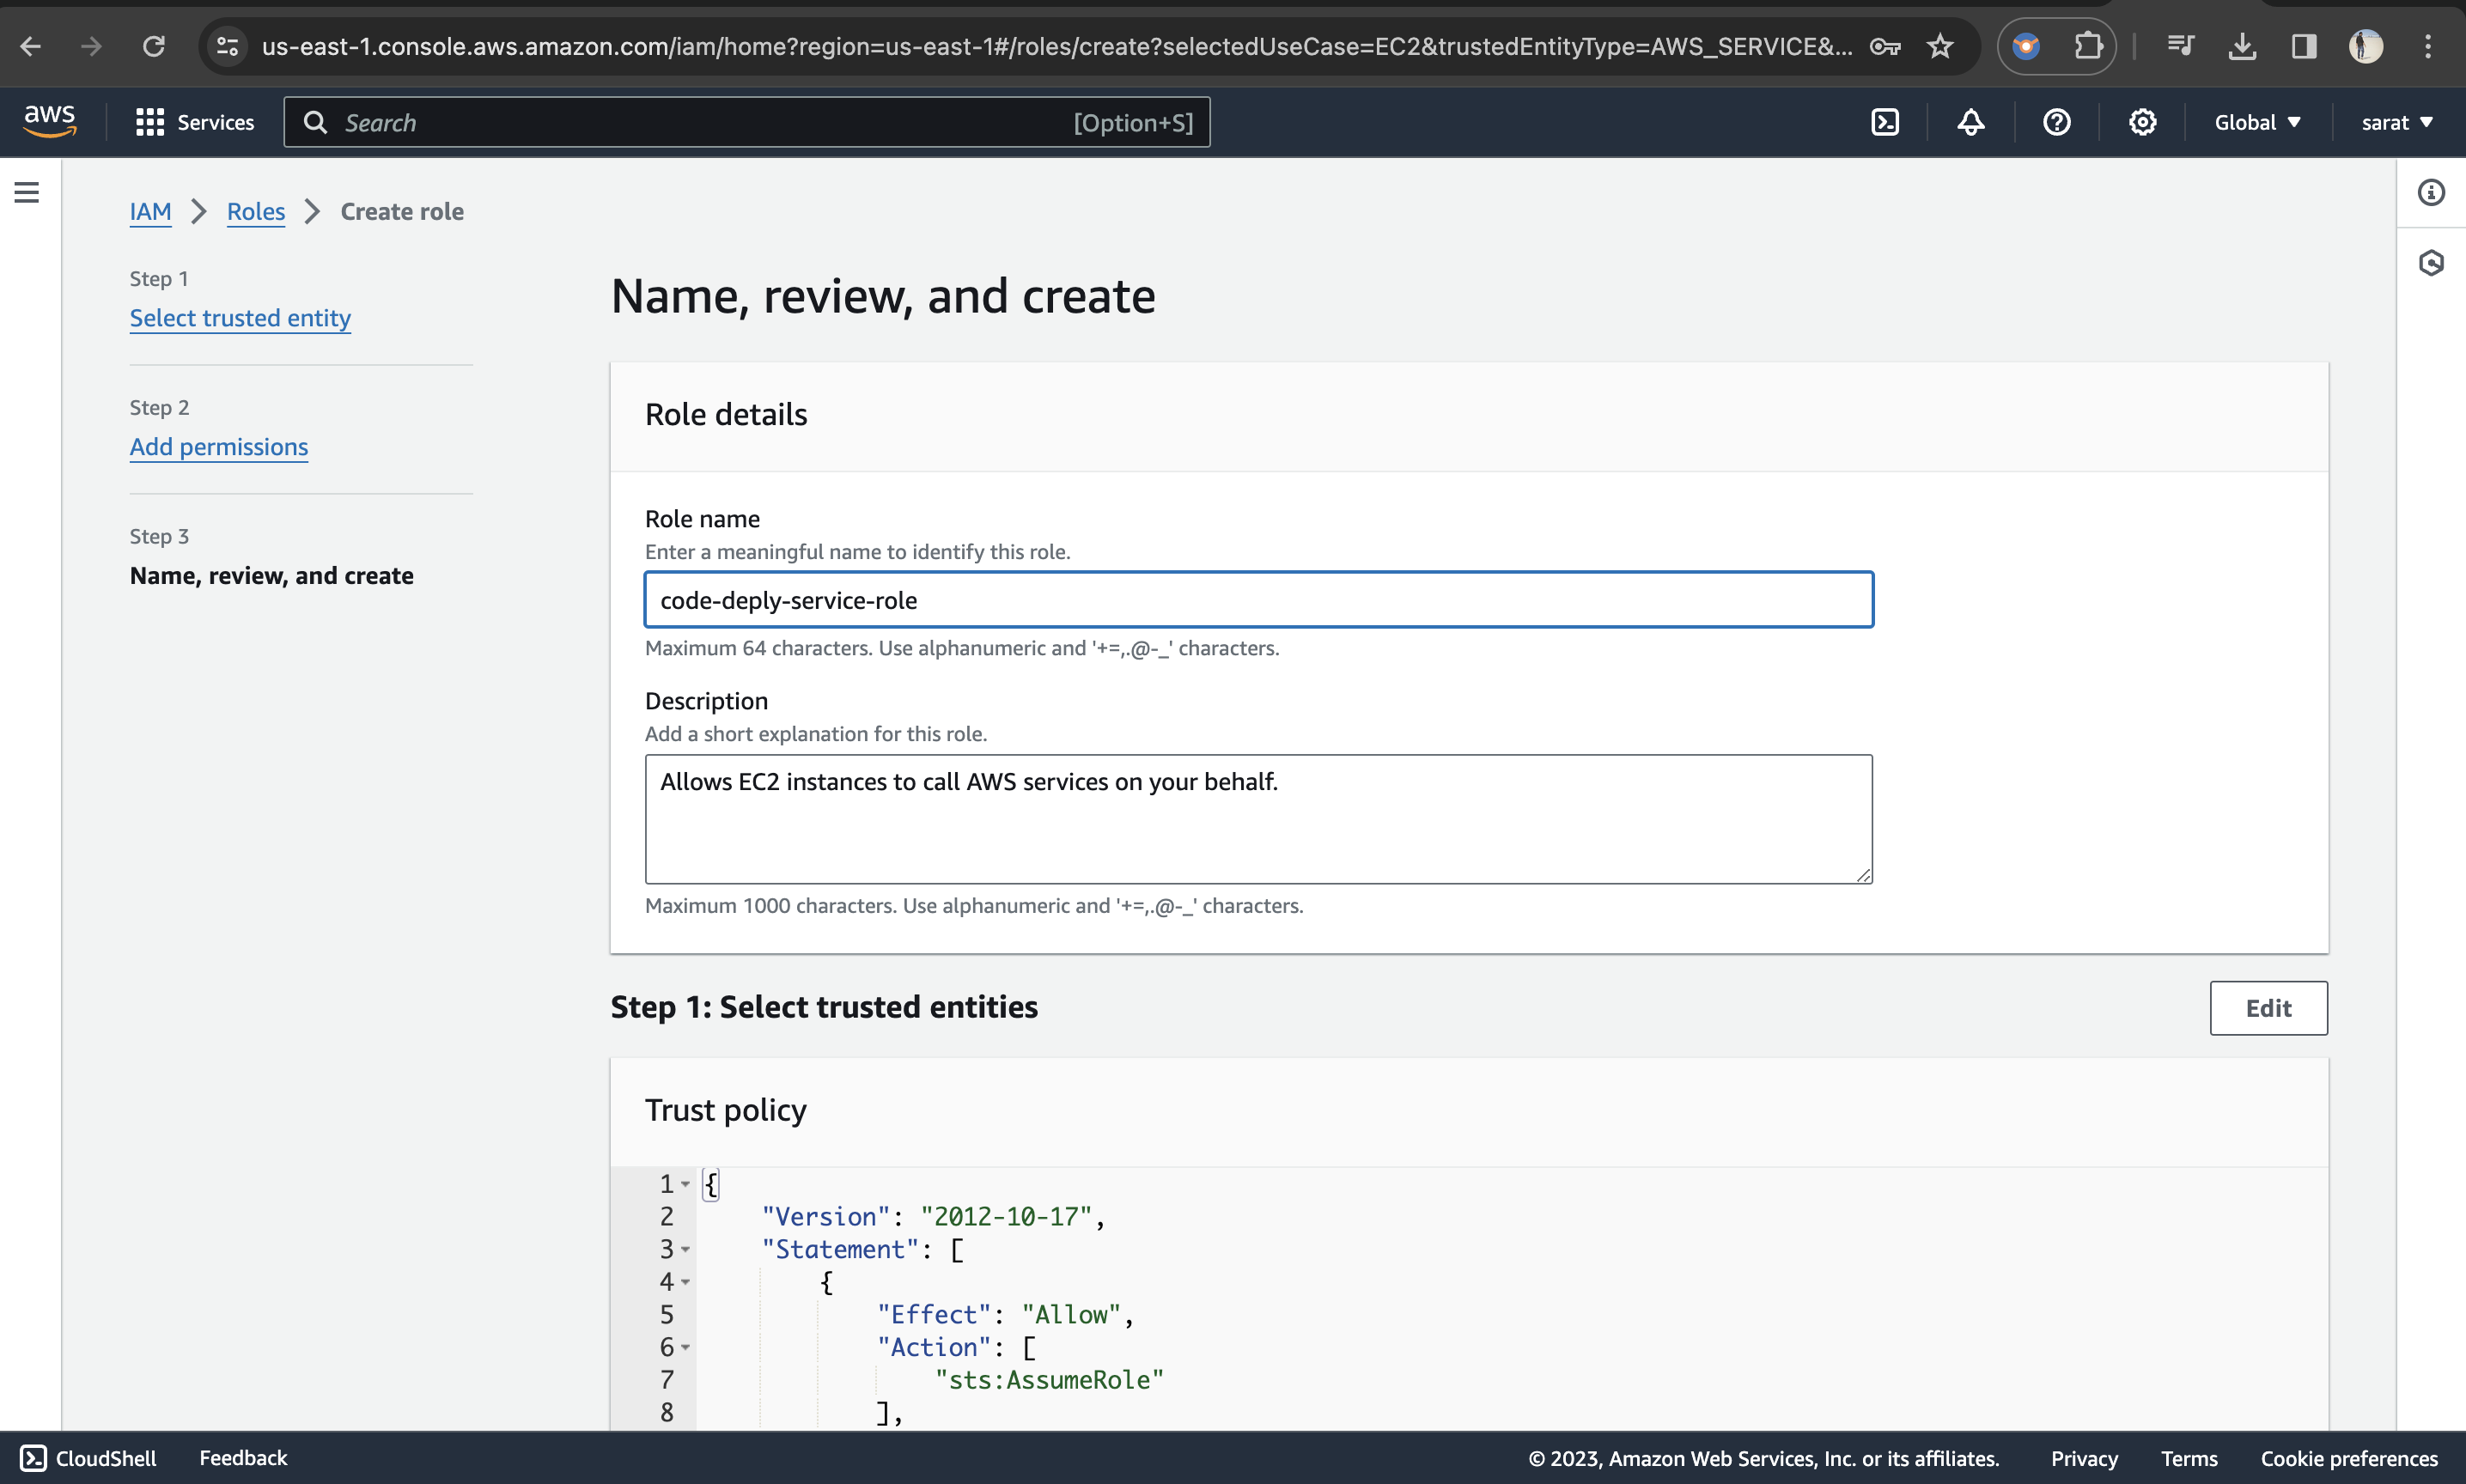 us-east-1.console.aws.amazon.com/iam/home?region=us-east-1#/roles/create?selectedUseCase=EC2&trustedEntityType=AWS_SERVICE&...
aws
Services
Search
[Option+S]
Global
sarat
IAM
Roles
Create role
Step 1
Select trusted entity
Step 2
Add permissions
Step 3
Name, review, and create
Name, review, and create
Role details
Role name
Enter a meaningful name to identify this role.
code-deply-service-role
Maximum 64 characters. Use alphanumeric and '+=,.@-_' characters.
Description
Add a short explanation for this role.
Allows EC2 instances to call AWS services on your behalf.
Maximum 1000 characters. Use alphanumeric and '+=,.@-_' characters.
Step 1: Select trusted entities
Edit
Trust policy
1 {
2 "Version": "2012-10-17",
3 "Statement": [
4 {
5 "Effect": "Allow",
6 "Action": [
7 "sts:AssumeRole"
8 ],
CloudShell
Feedback
© 2023, Amazon Web Services, Inc. or its affiliates.
Privacy
Terms
Cookie preferences